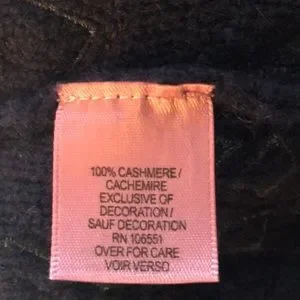 100% CASHMERE /
CACHEMIRE
EXCLUSIVE OF
DECORATION /
SAUF DECORATION
RN 106551
OVER FOR CARE
VOIR VERSO